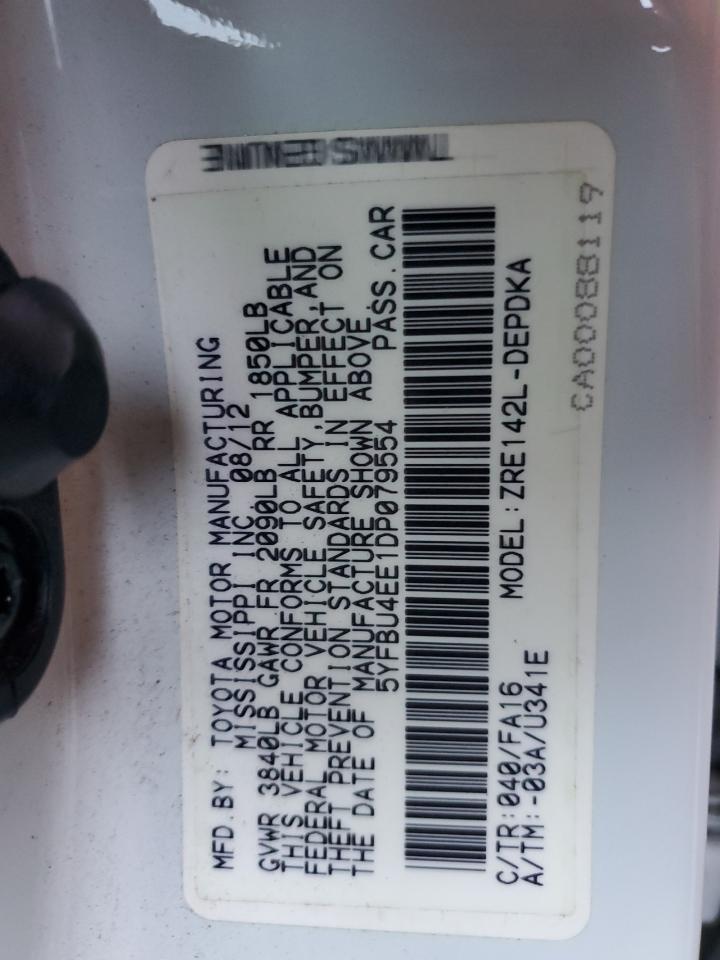 MFD.BY: TOYOTA MOTOR MANUFACTURING
MISSISSIPPI INC 08/12
GVWR 3840LB GAWR FR 2090LB RR 1850LB
THIS VEHICLE CONFORMS TO ALL APPLICABLE
FEDERAL MOTOR VEHICLE SAFETY,BUMPER,AND
THEFT PREVENTION STANDARDS IN EFFECT ON
THE DATE OF MANUFACTURE SHOWN ABOVE.
5YFBU4EE1DP079554 PASS.CAR
C/TR:040/FA16 MODEL:ZRE142L-DEPDKA
A/TM:-03A/U341E
CA00088119